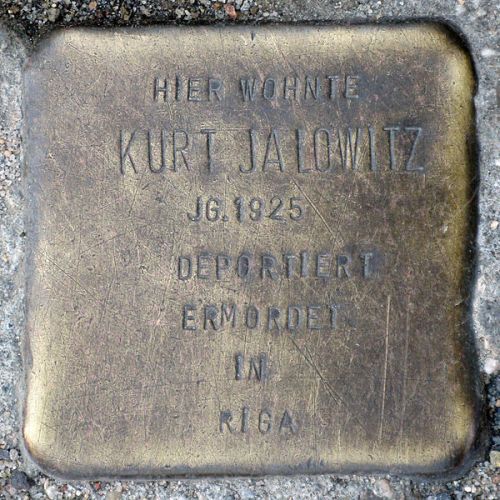 HIER WOHNTE
KURT JALOWITZ
JG. 1925
DEPORTIERT
ERMORDET
IN
RIGA